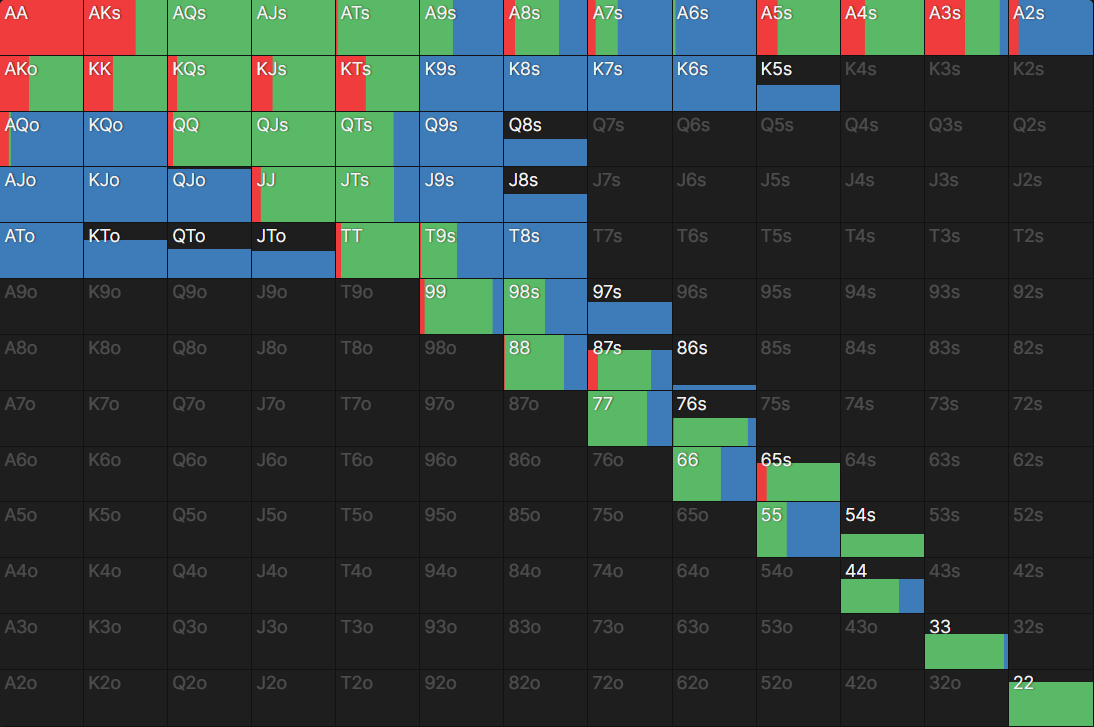 AA AKs AQs AJs ATs A9s A8s A7s A6s A5s A4s A3s A2s
AKo KK KQs KJs KTs K9s K8s K7s K6s K5s K4s K3s K2s
AQo KQo QQ QJs QTs Q9s Q8s Q7s Q6s Q5s Q4s Q3s Q2s
AJo KJo QJo JJ JTs J9s J8s J7s J6s J5s J4s J3s J2s
ATo KTo QTo JTo TT T9s T8s T7s T6s T5s T4s T3s T2s
A9o K9o Q9o J9o T9o 99 98s 97s 96s 95s 94s 93s 92s
A8o K8o Q8o J8o T8o 98o 88 87s 86s 85s 84s 83s 82s
A7o K7o Q7o J7o T7o 97o 87o 77 76s 75s 74s 73s 72s
A6o K6o Q6o J6o T6o 96o 86o 76o 66 65s 64s 63s 62s
A5o K5o Q5o J5o T5o 95o 85o 75o 65o 55 54s 53s 52s
A4o K4o Q4o J4o T4o 94o 84o 74o 64o 54o 44 43s 42s
A3o K3o Q3o J3o T3o 93o 83o 73o 63o 53o 43o 33 32s
A2o K2o Q2o J2o T2o 92o 82o 72o 62o 52o 42o 32o 22